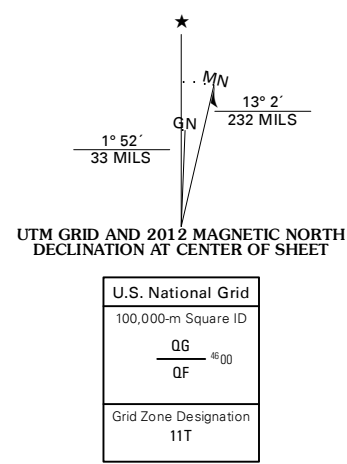 ★
MN
13° 2´
232 MILS
GN
1° 52´
33 MILS
UTM GRID AND 2012 MAGNETIC NORTH
DECLINATION AT CENTER OF SHEET
U.S. National Grid
100,000-m Square ID
QG
4600
QF
Grid Zone Designation
11T